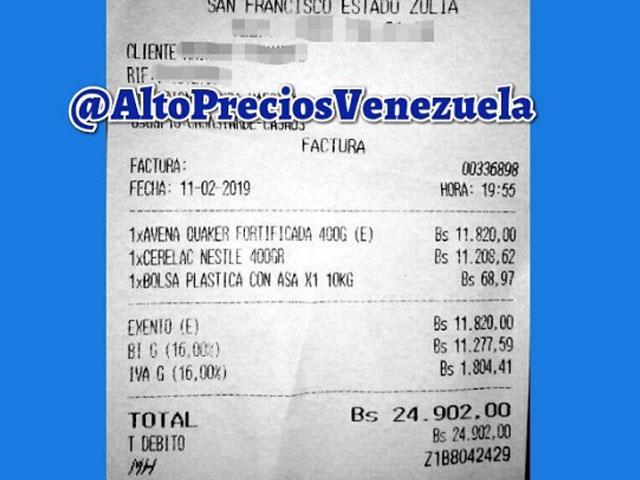 SAN FRANCISCO ESTADO ZULIA
CLIENTE
RIF
@AltoPreciosVenezuela
FACTURA
FACTURA: 00336898
FECHA: 11-02-2019 HORA: 19:55
1xAVENA QUAKER FORTIFICADA 400G (E) Bs 11.820,00
1xCERELAC NESTLE 400GR Bs 11.208,62
1xBOLSA PLASTICA CON ASA X1 10KG Bs 68,97
EXENTO (E) Bs 11.820,00
BI G (16,00%) Bs 11.277,59
IVA G (16,00%) Bs 1.804,41
TOTAL Bs 24.902,00
T DEBITO Bs 24.902,00
MH Z1B8042429